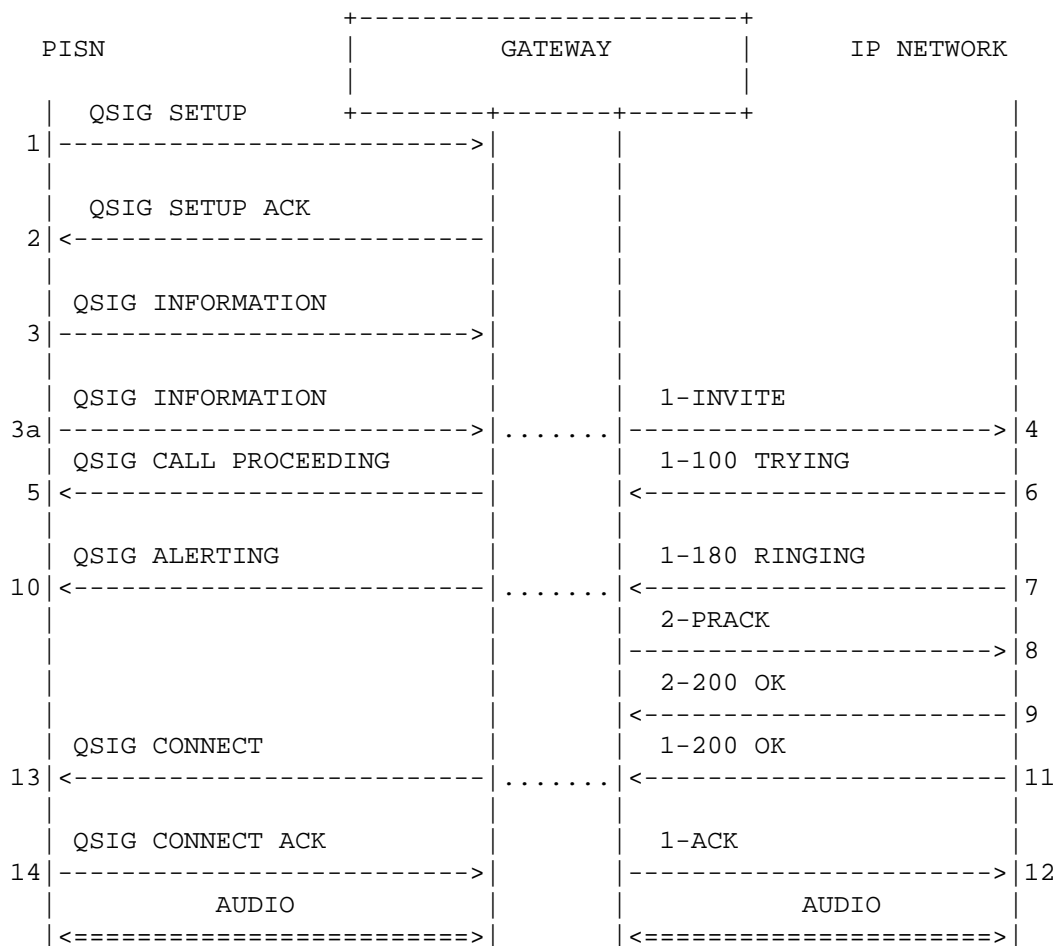 PISN GATEWAY IP NETWORK
QSIG SETUP
1
QSIG SETUP ACK
2
QSIG INFORMATION
3
QSIG INFORMATION 1-INVITE
3a ....... 4
QSIG CALL PROCEEDING 1-100 TRYING
5 6
QSIG ALERTING 1-180 RINGING
10 ....... 7
2-PRACK
8
2-200 OK
9
QSIG CONNECT 1-200 OK
13 ....... 11
QSIG CONNECT ACK 1-ACK
14 12
AUDIO AUDIO